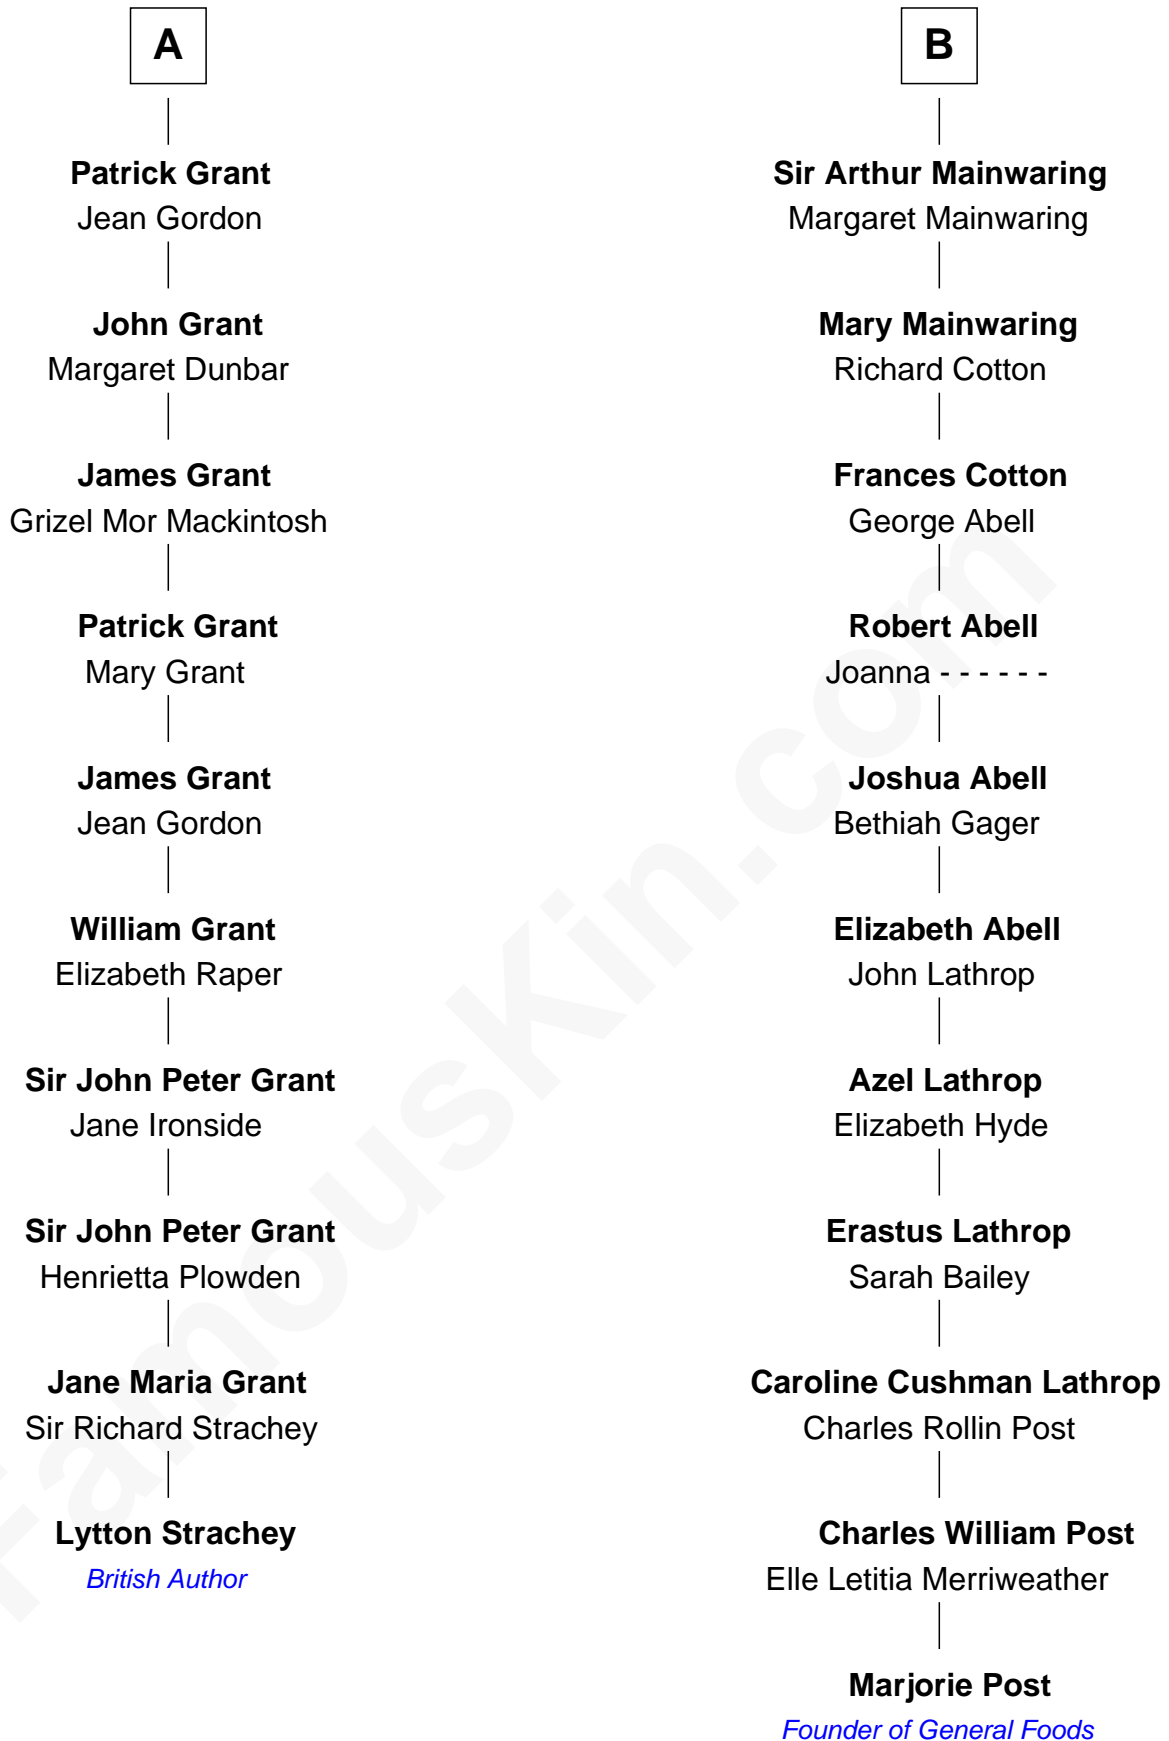 A
Patrick Grant
Jean Gordon
John Grant
Margaret Dunbar
James Grant
Grizel Mor Mackintosh
Patrick Grant
Mary Grant
James Grant
Jean Gordon
William Grant
Elizabeth Raper
Sir John Peter Grant
Jane Ironside
Sir John Peter Grant
Henrietta Plowden
Jane Maria Grant
Sir Richard Strachey
Lytton Strachey
British Author
B
Sir Arthur Mainwaring
Margaret Mainwaring
Mary Mainwaring
Richard Cotton
Frances Cotton
George Abell
Robert Abell
Joanna - - - - - -
Joshua Abell
Bethiah Gager
Elizabeth Abell
John Lathrop
Azel Lathrop
Elizabeth Hyde
Erastus Lathrop
Sarah Bailey
Caroline Cushman Lathrop
Charles Rollin Post
Charles William Post
Elle Letitia Merriweather
Marjorie Post
Founder of General Foods
FamousKin.com